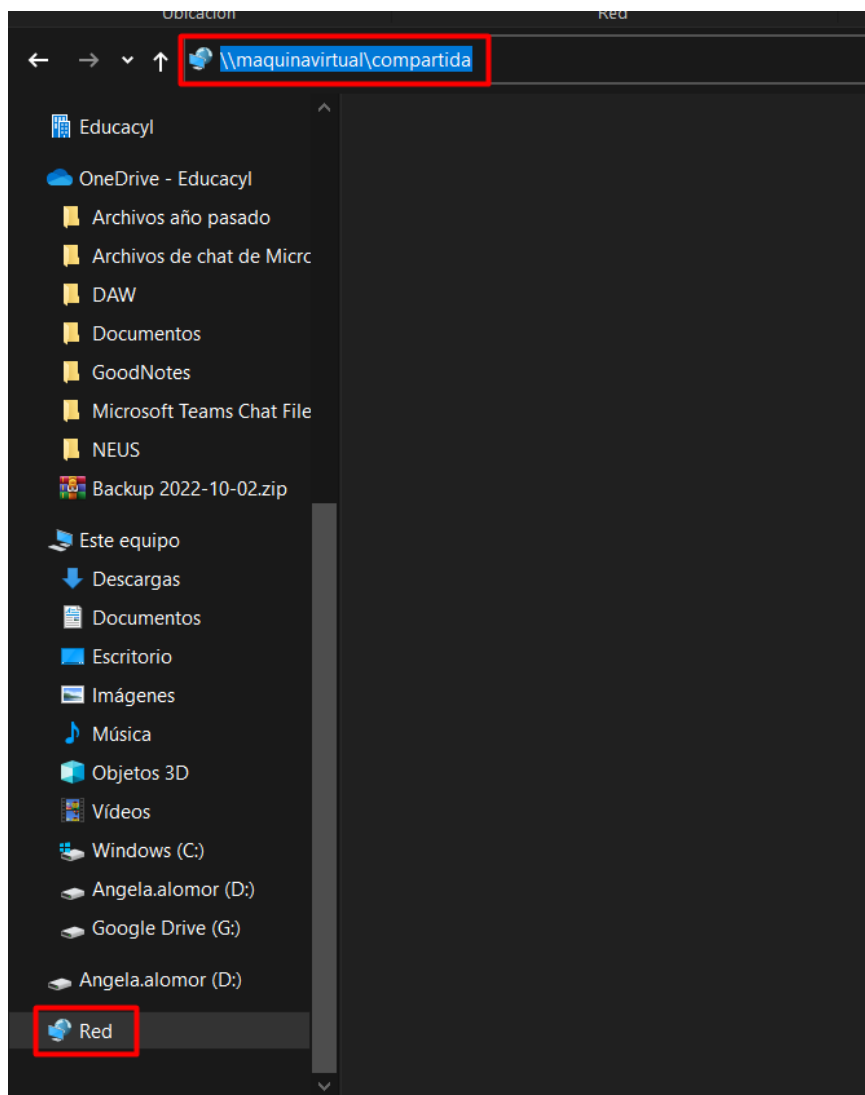 Ubicación
Red
\\maquinavirtual\compartida
Educacyl
OneDrive - Educacyl
Archivos año pasado
Archivos de chat de Micrc
DAW
Documentos
GoodNotes
Microsoft Teams Chat File
NEUS
Backup 2022-10-02.zip
Este equipo
Descargas
Documentos
Escritorio
Imágenes
Música
Objetos 3D
Vídeos
Windows (C:)
Angela.alomor (D:)
Google Drive (G:)
Angela.alomor (D:)
Red